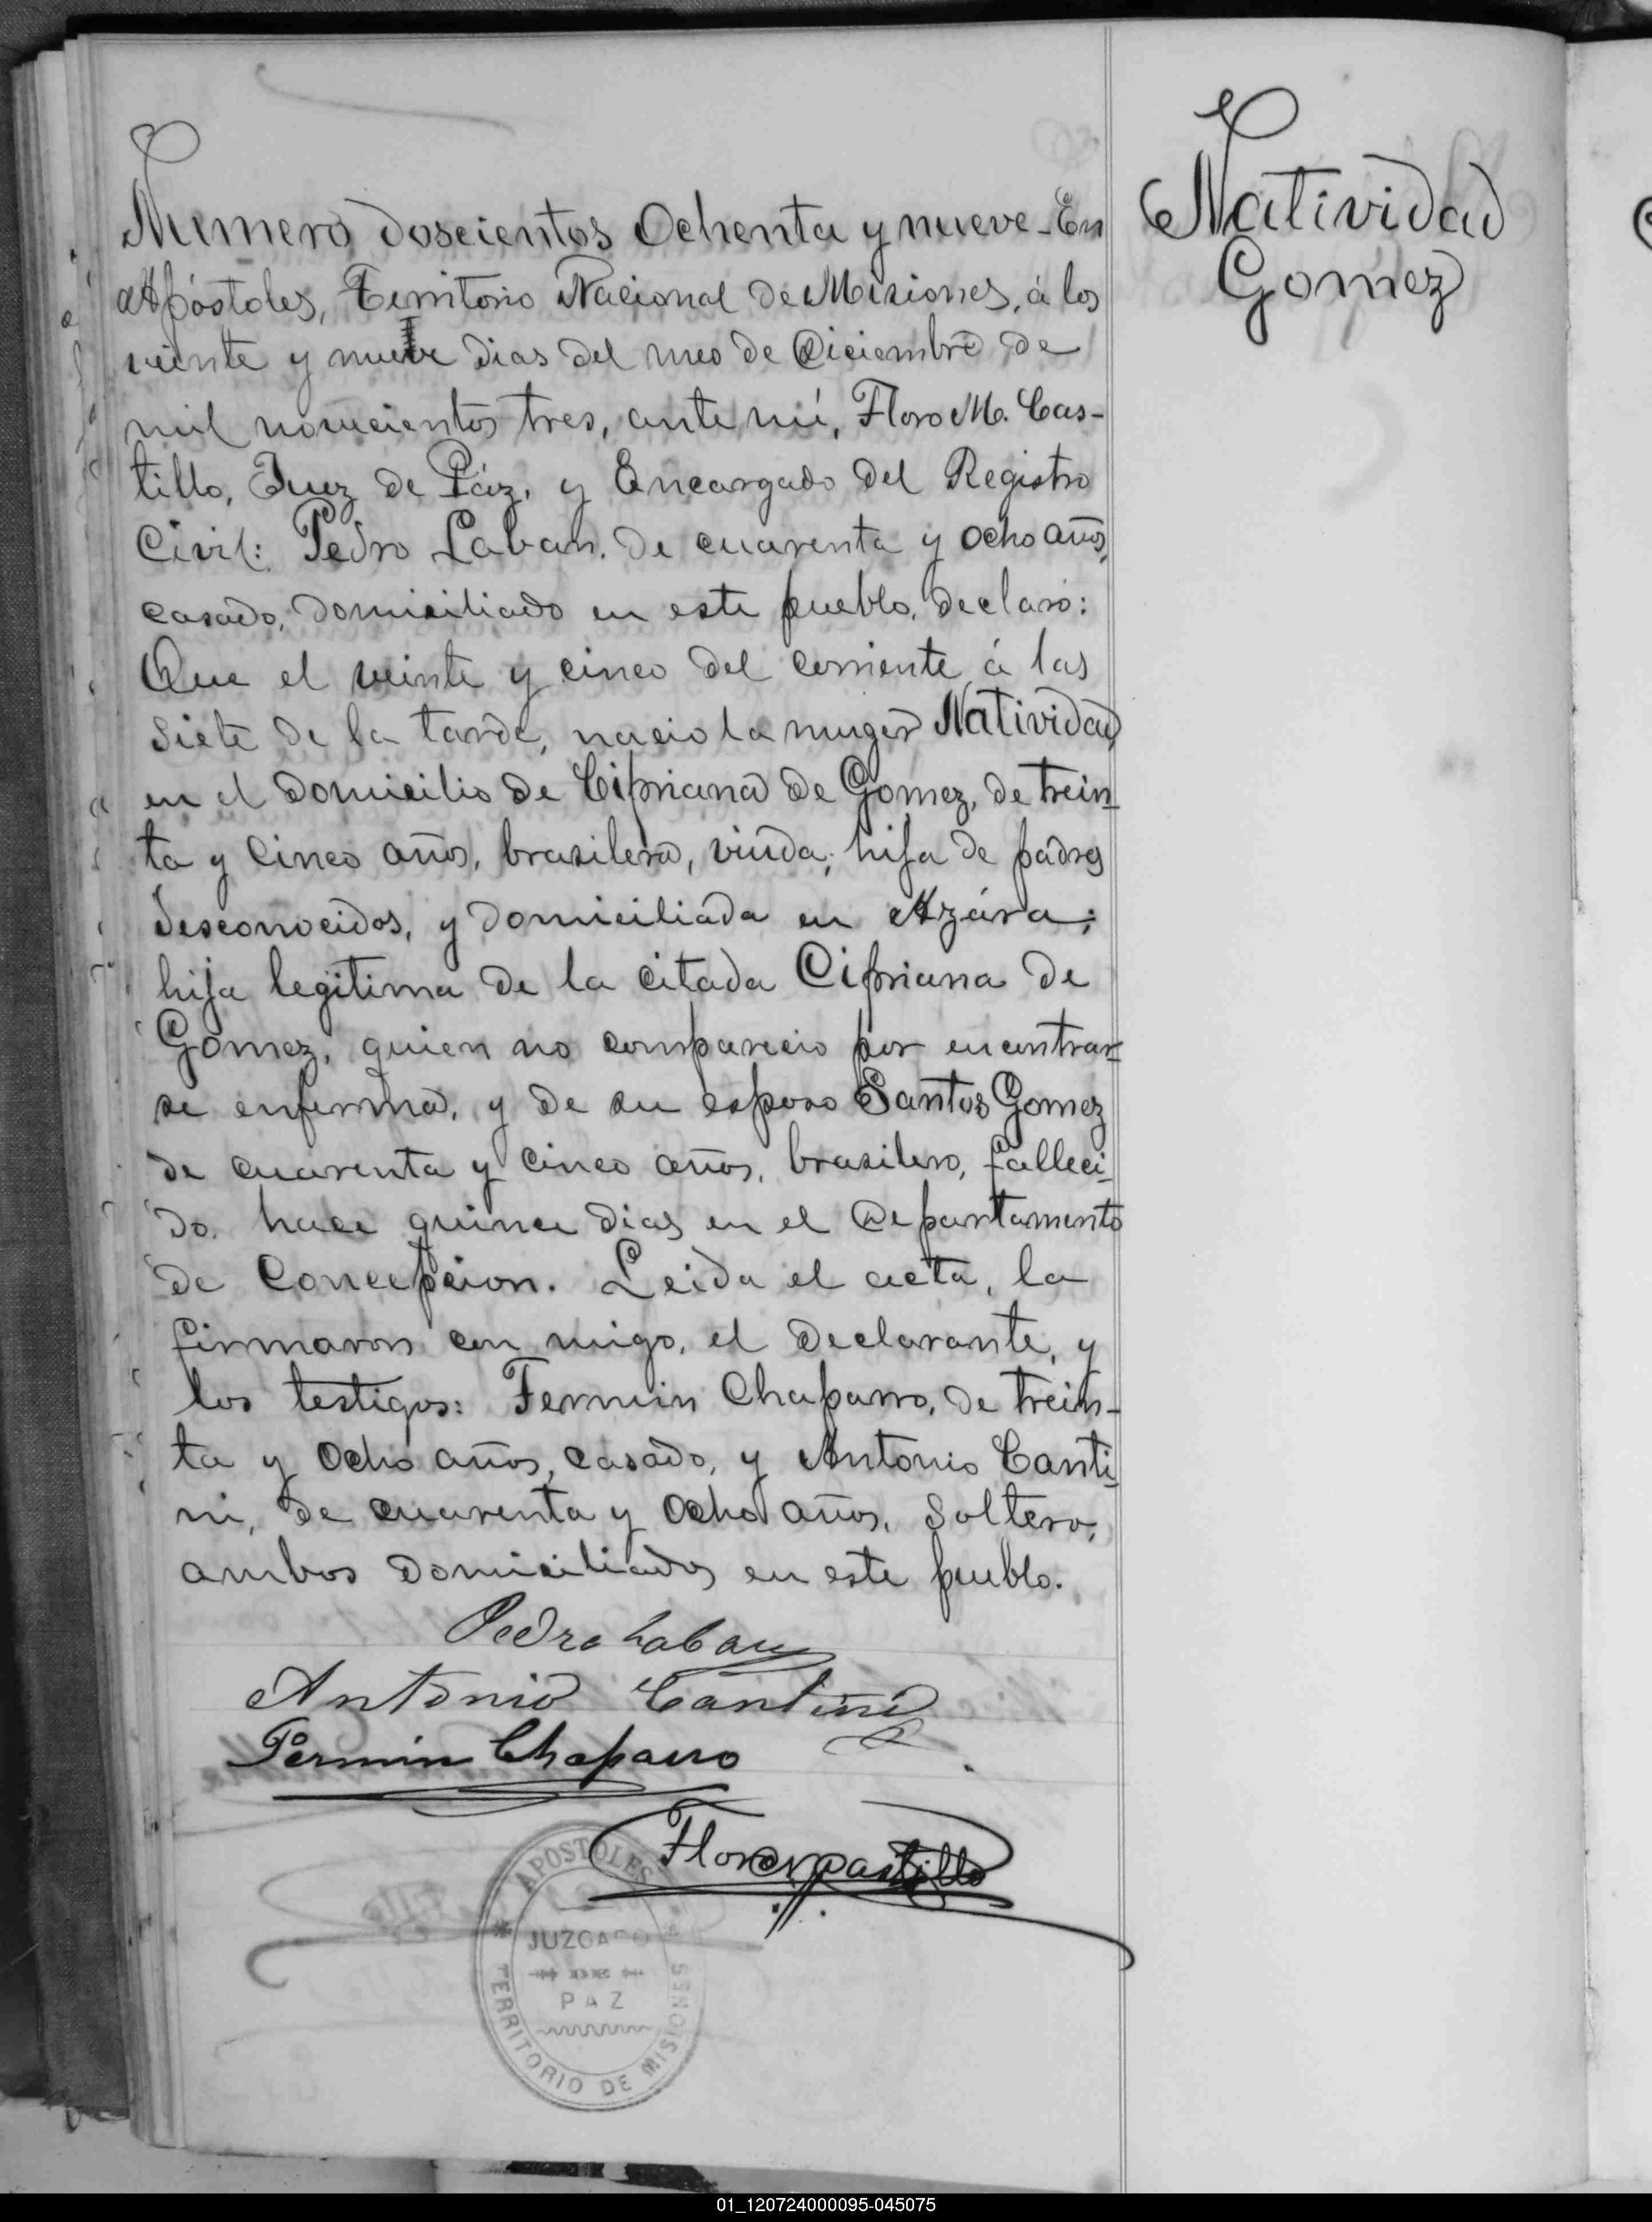 Numero doscientos Ochenta y nueve - En
Apóstoles, Territorio Nacional de Misiones, á los
veinte y nueve dias del mes de Diciembre de
mil novecientos tres, ante mí, Floro M. Cas-
tillo, Juez de Páz, y Encargado del Registro
Civil: Pedro Laban, de cuarenta y ocho años,
casado, domiciliado en este pueblo, declaró:
Que el veinte y cinco del corriente á las
siete de la tarde, nacio la muger Natividad
en el domicilio de Cipriana de Gomez, de trein-
ta y cinco años, brasilera, viuda, hija de padres
desconocidos, y domiciliada en Azára;
hija legitima de la citada Cipriana de
Gomez, quien no comparecio por encontrar-
se enferma, y de su esposo Santos Gomez
de cuarenta y cinco años, brasilero, falleci-
do, hace quince dias en el Departamento
de Concepcion. Leida el acta, la
firmaron con migo, el declarante, y
los testigos: Fermin Chaparro, de trein-
ta y ocho años, casado, y Antonio Canti-
ni, de cuarenta y ocho años, soltero,
ambos domiciliados en este pueblo.
Pedro Laban
Antonio Cantini
Fermin Chaparro
Floro M Castillo
APOSTOLES
JUZGADO
DE
PAZ
TERRITORIO DE MISIONES
Natividad
Gomez
01_120724000095-045075